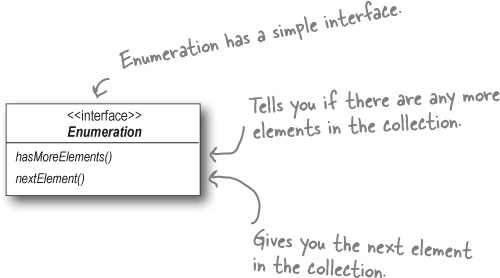 Enumeration has a simple interface.
<<interface>>
Enumeration
hasMoreElements()
nextElement()
Tells you if there are any more
elements in the collection.
Gives you the next element
in the collection.